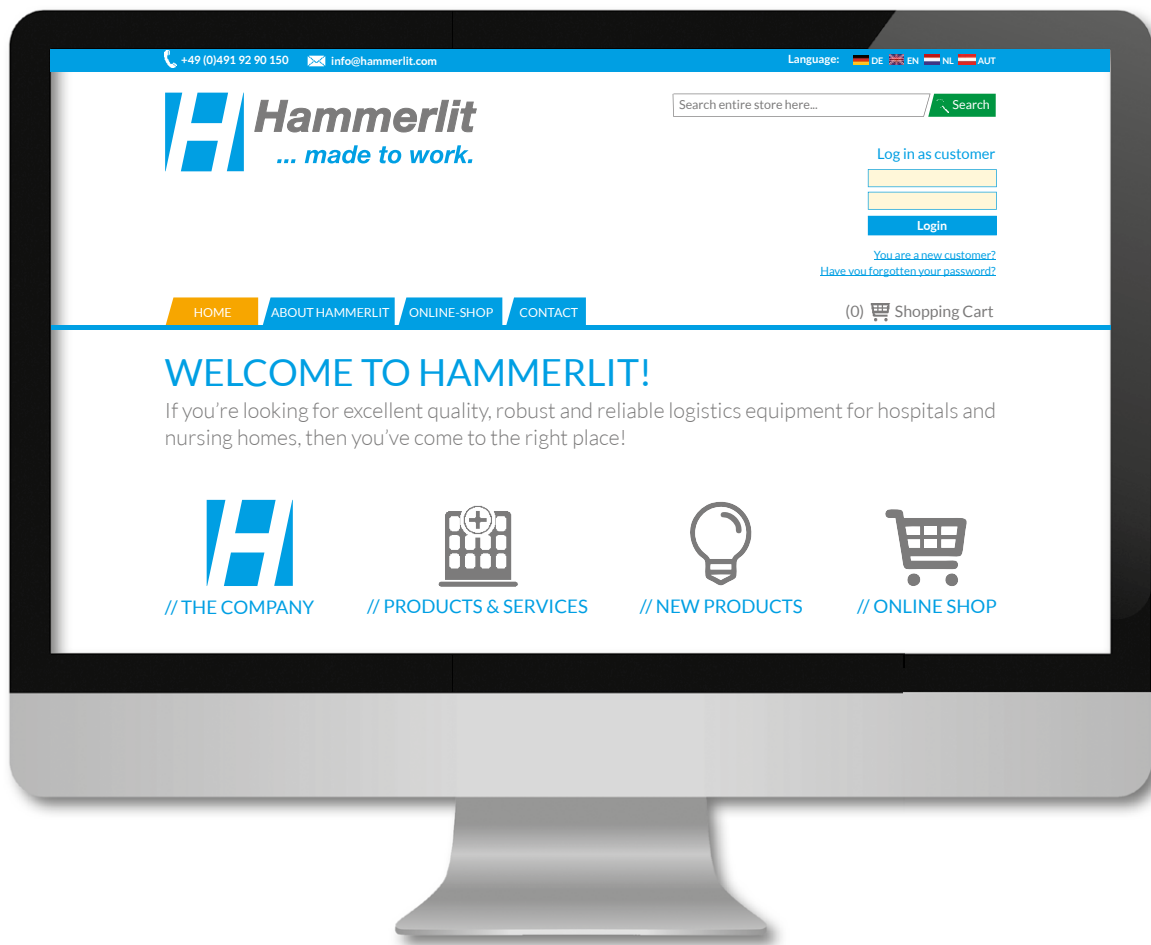 +49 (0)491 92 90 150 info@hammerlit.com Language: DE EN NL AUT
Hammerlit
... made to work.
Search entire store here... Search
Log in as customer
Login
You are a new customer?
Have you forgotten your password?
HOME ABOUT HAMMERLIT ONLINE-SHOP CONTACT (0) Shopping Cart
WELCOME TO HAMMERLIT!
If you're looking for excellent quality, robust and reliable logistics equipment for hospitals and
nursing homes, then you've come to the right place!
// THE COMPANY // PRODUCTS & SERVICES // NEW PRODUCTS // ONLINE SHOP